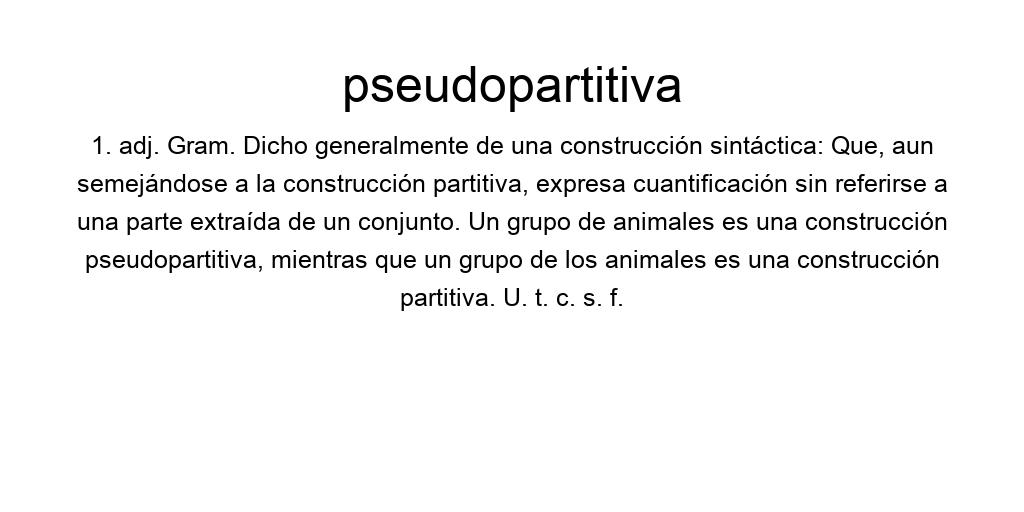 pseudopartitiva
1. adj. Gram. Dicho generalmente de una construcción sintáctica: Que, aun
semejándose a la construcción partitiva, expresa cuantificación sin referirse a
una parte extraída de un conjunto. Un grupo de animales es una construcción
pseudopartitiva, mientras que un grupo de los animales es una construcción
partitiva. U. t. c. s. f.